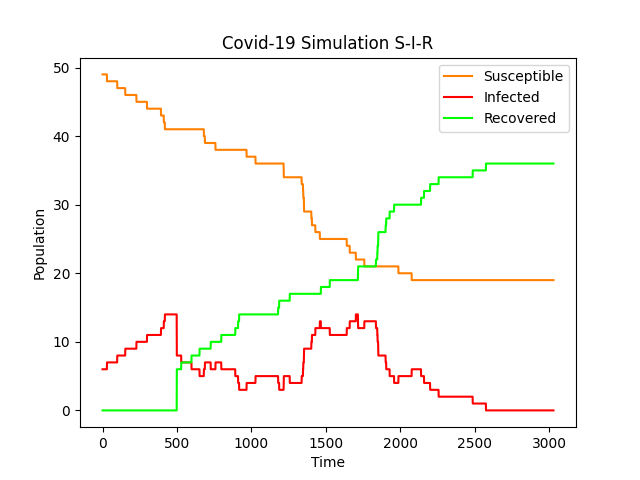 Covid-19 Simulation S-I-R
Susceptible
Infected
Recovered
50
40
30
20
10
0
Population
0 500 1000 1500 2000 2500 3000
Time